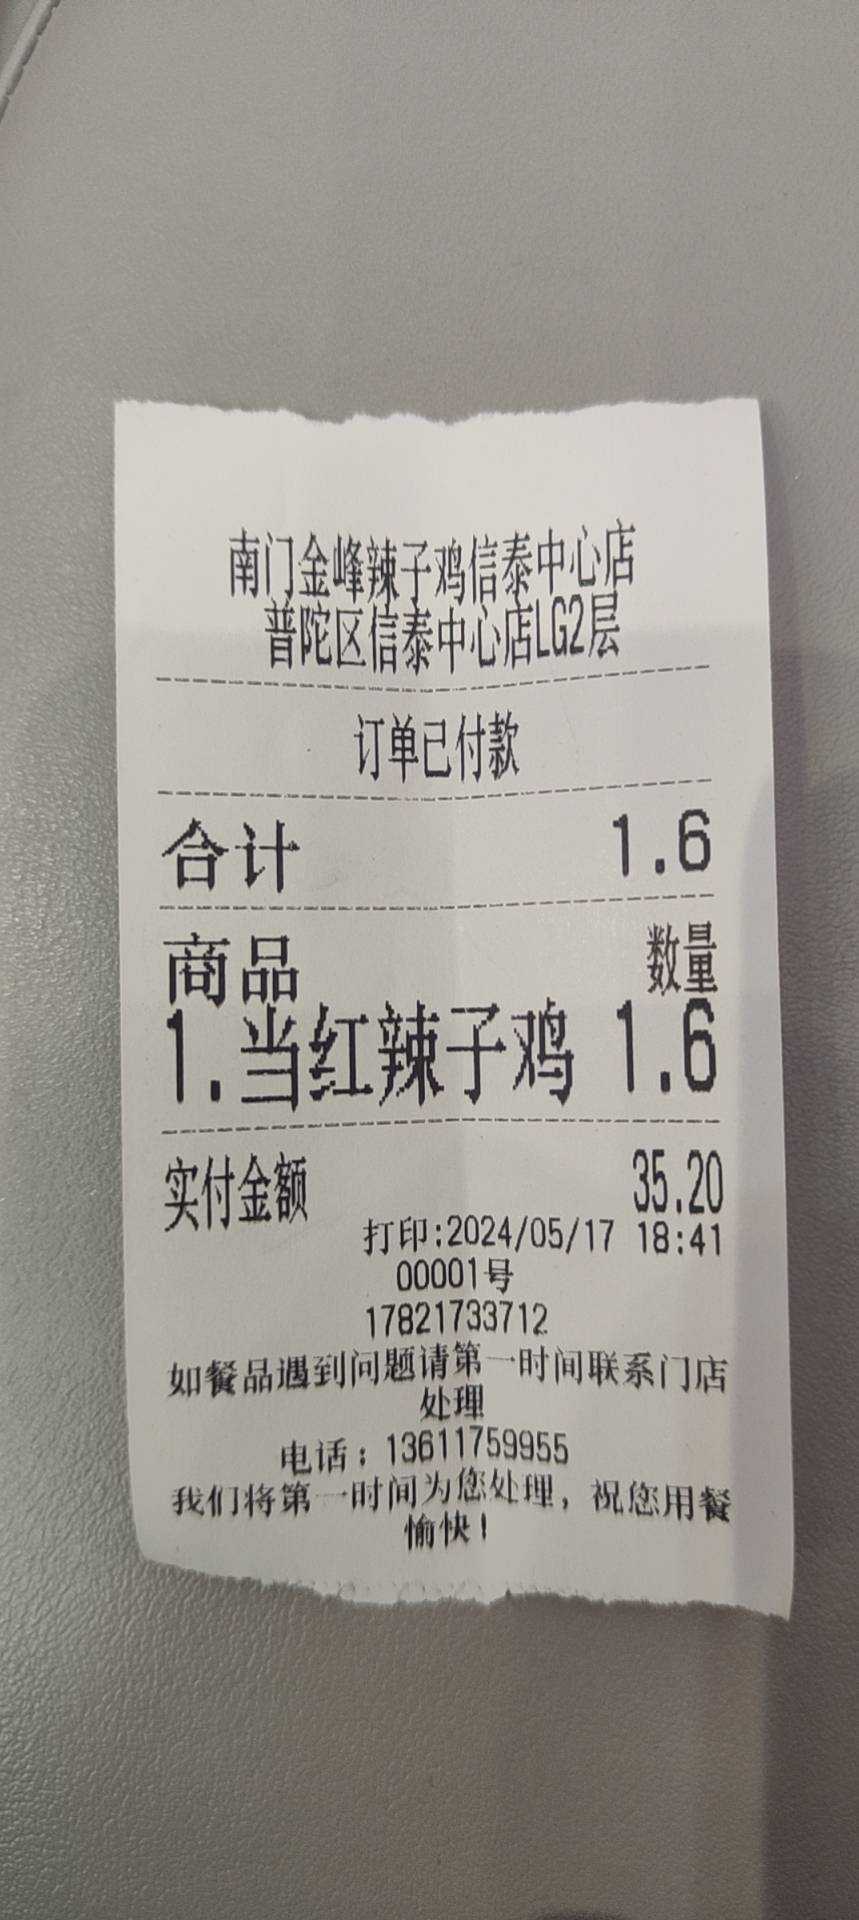 南门金峰辣子鸡信泰中心店
普陀区信泰中心店LG2层
订单已付款
合计 1.6
商品 数量
1.当红辣子鸡 1.6
实付金额 35.20
打印:2024/05/17 18:41
00001号
17821733712
如餐品遇到问题请第一时间联系门店
处理
电话：13611759955
我们将第一时间为您处理，祝您用餐
愉快！